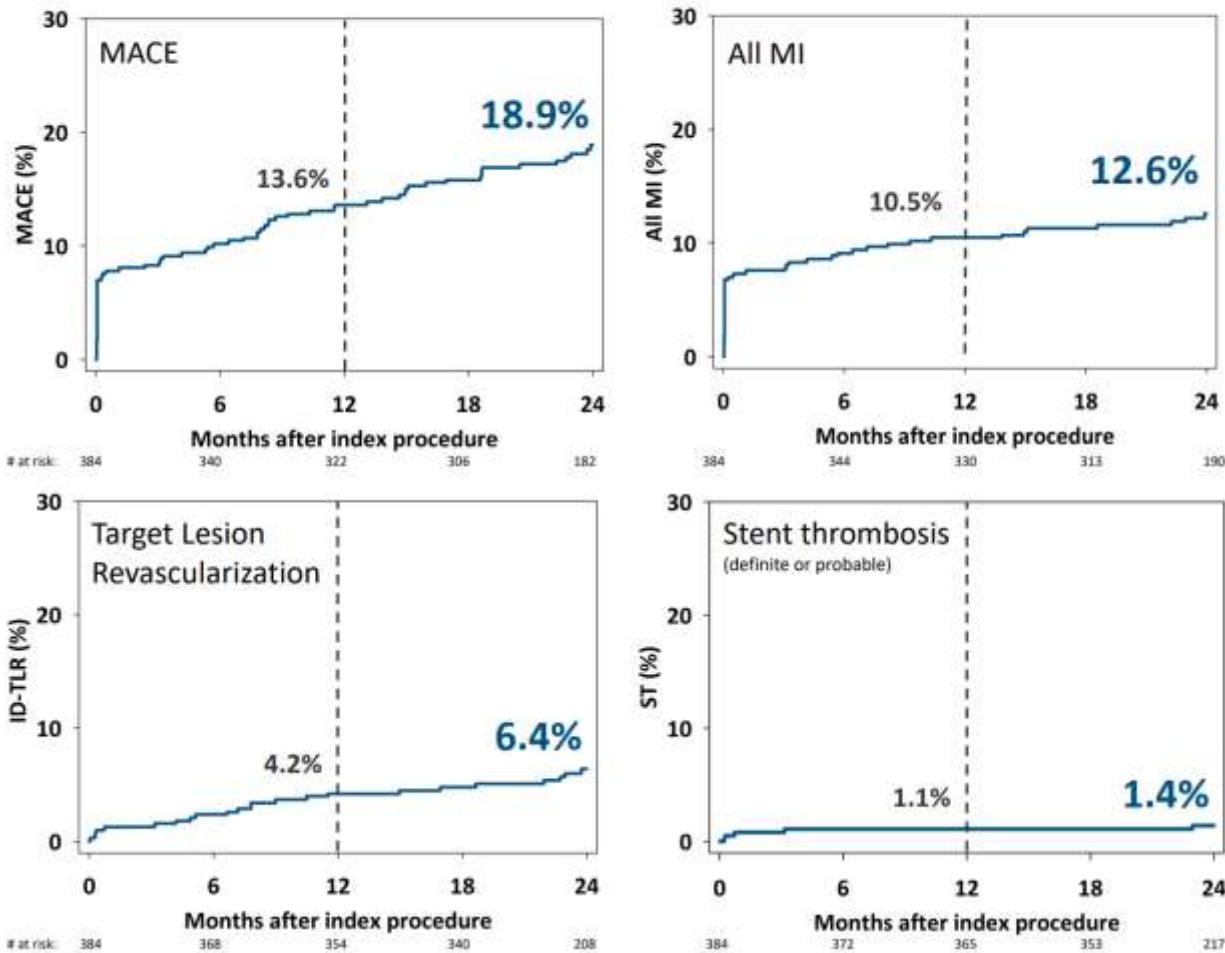 30
MACE
20
18.9%
13.6%
10
0
MACE (%)
0 6 12 18 24
Months after index procedure
# at risk: 384 340 322 306 182
30
All MI
20
12.6%
10.5%
10
0
All MI (%)
0 6 12 18 24
Months after index procedure
384 344 330 313 190
30
Target Lesion
Revascularization
20
10
6.4%
4.2%
0
ID-TLR (%)
0 6 12 18 24
Months after index procedure
# at risk: 384 368 354 340 208
30
Stent thrombosis
(definite or probable)
20
10
1.4%
1.1%
0
ST (%)
0 6 12 18 24
Months after index procedure
384 372 365 353 217